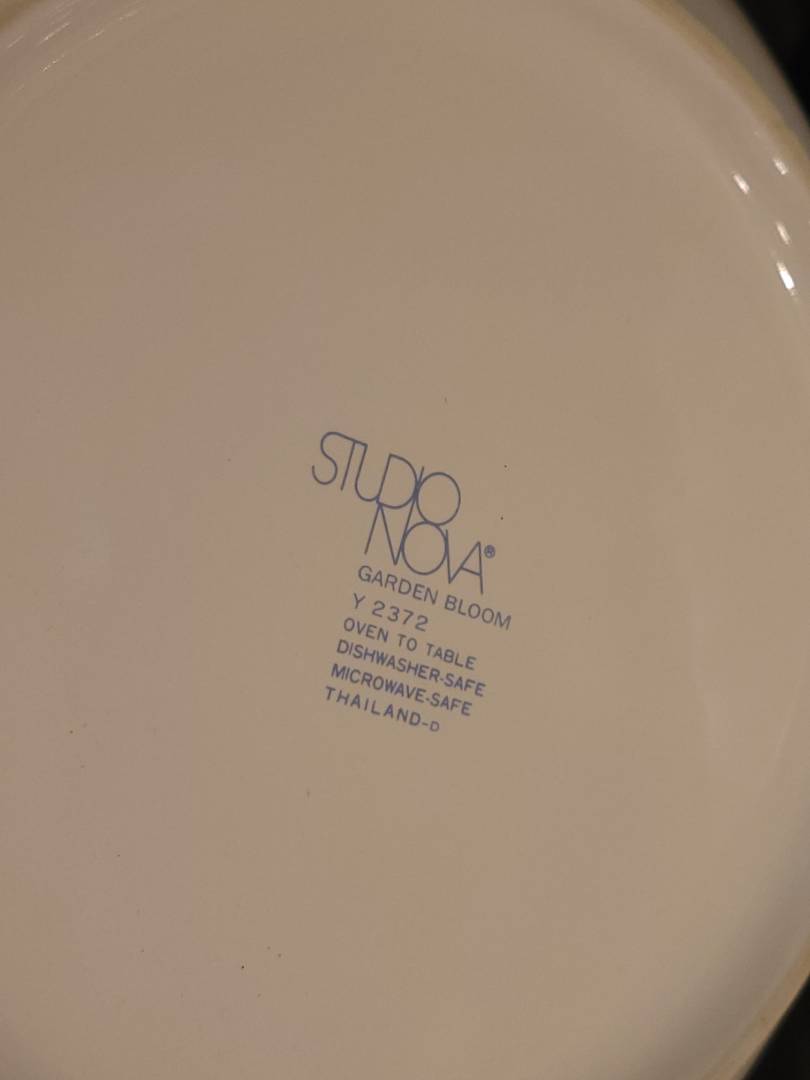 STUDIO
NOVA®
GARDEN BLOOM
Y 2372
OVEN TO TABLE
DISHWASHER-SAFE
MICROWAVE-SAFE
THAILAND-D